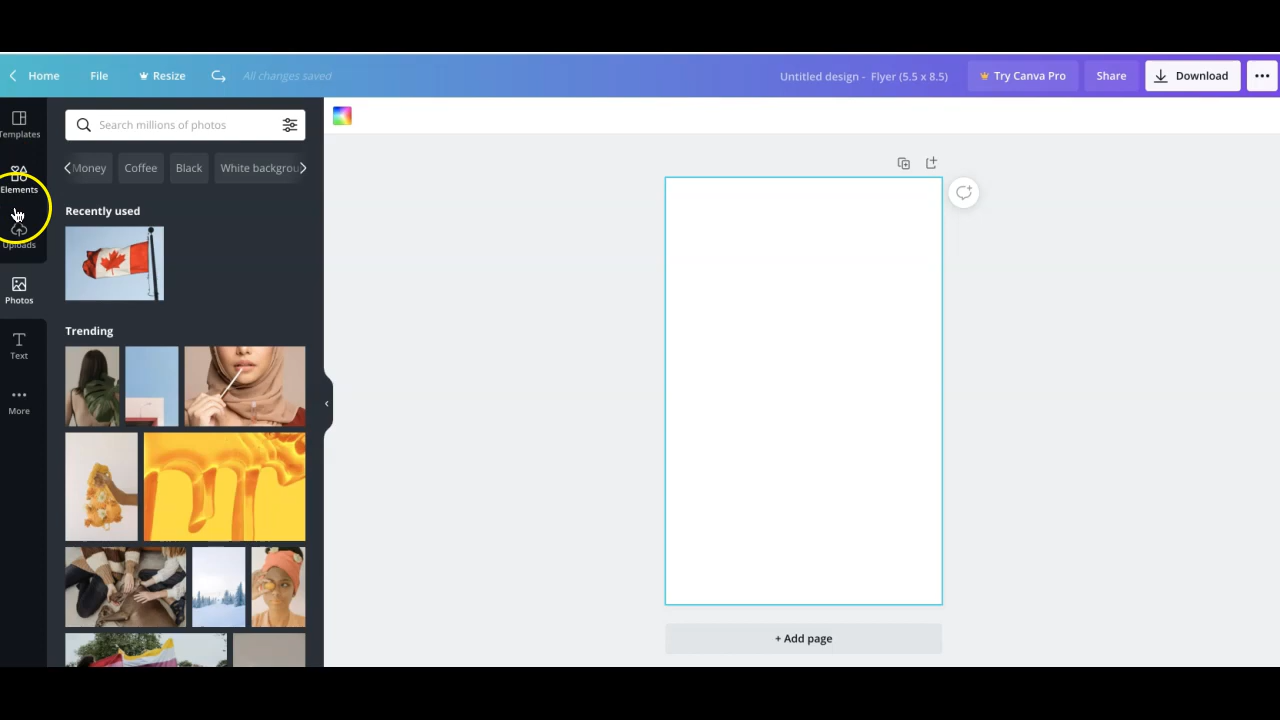 Home File Resize All changes saved Untitled design - Flyer (5.5 x 8.5) Try Canva Pro Share Download
Templates
Elements
Uploads
Photos
Text
More
Search millions of photos
Money Coffee Black White backgrou
Recently used
Trending
+ Add page